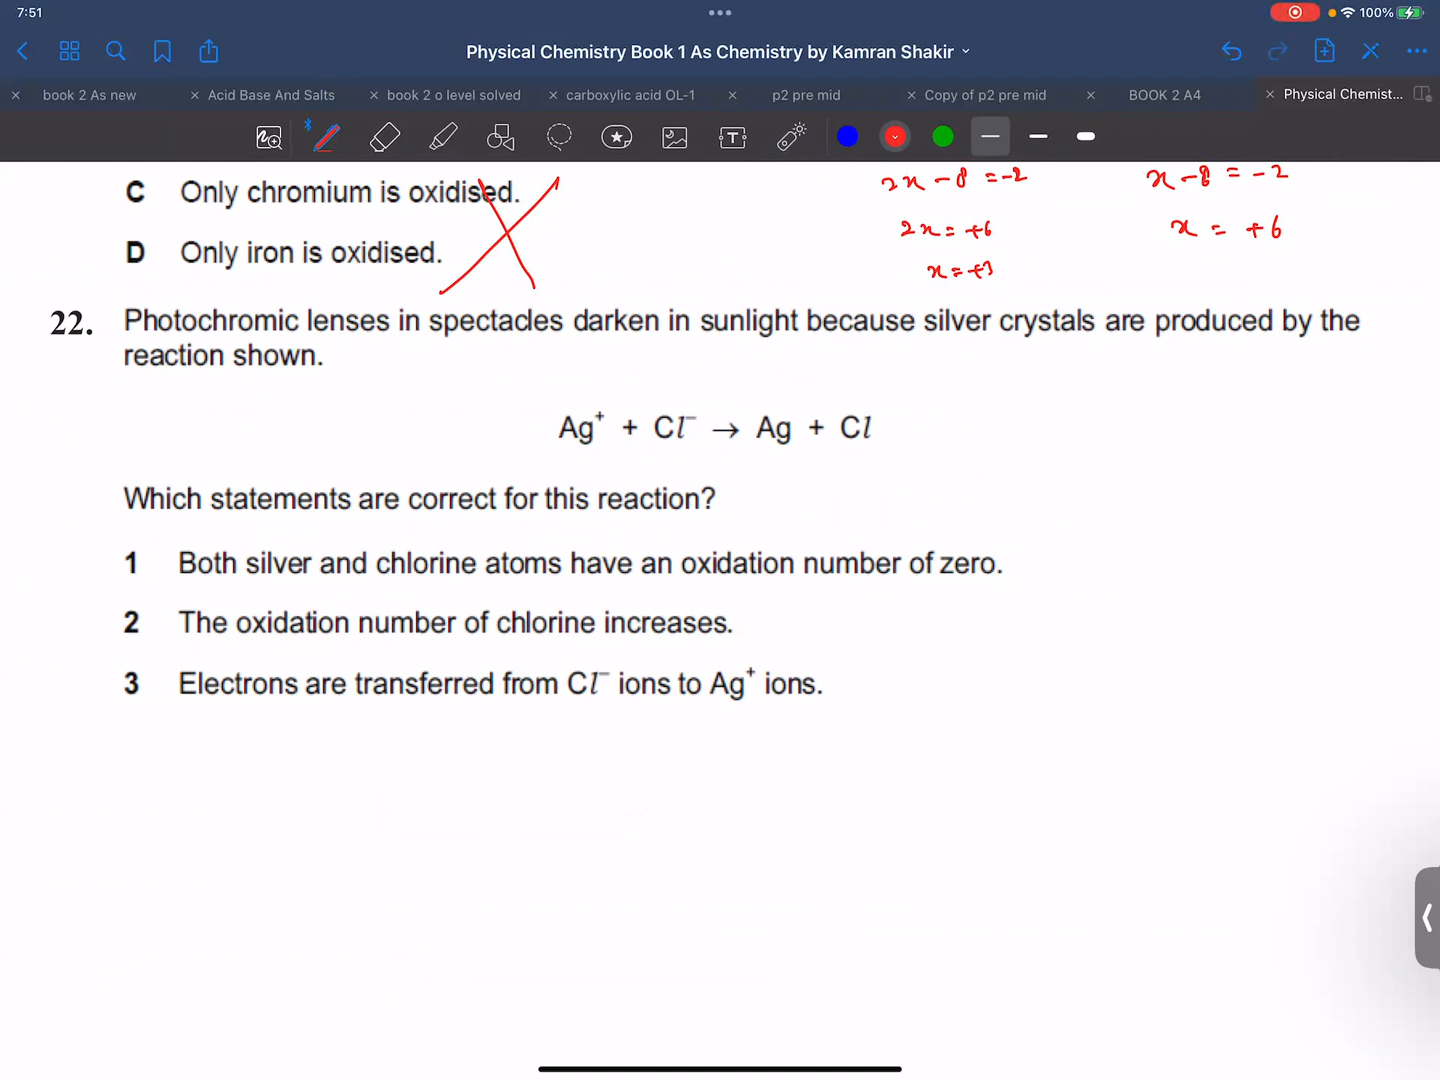 7:51
100%
Physical Chemistry Book 1 As Chemistry by Kamran Shakir
book 2 As new
Acid Base And Salts
book 2 o level solved
carboxylic acid OL-1
p2 pre mid
Copy of p2 pre mid
BOOK 2 A4
Physical Chemist...
C Only chromium is oxidised.
2x - 8 = -2
x - 8 = -2
2x = +6
x = +6
D Only iron is oxidised.
x = +3
22. Photochromic lenses in spectacles darken in sunlight because silver crystals are produced by the
reaction shown.
Ag⁺ + Cl⁻ → Ag + Cl
Which statements are correct for this reaction?
1 Both silver and chlorine atoms have an oxidation number of zero.
2 The oxidation number of chlorine increases.
3 Electrons are transferred from Cl⁻ ions to Ag⁺ ions.